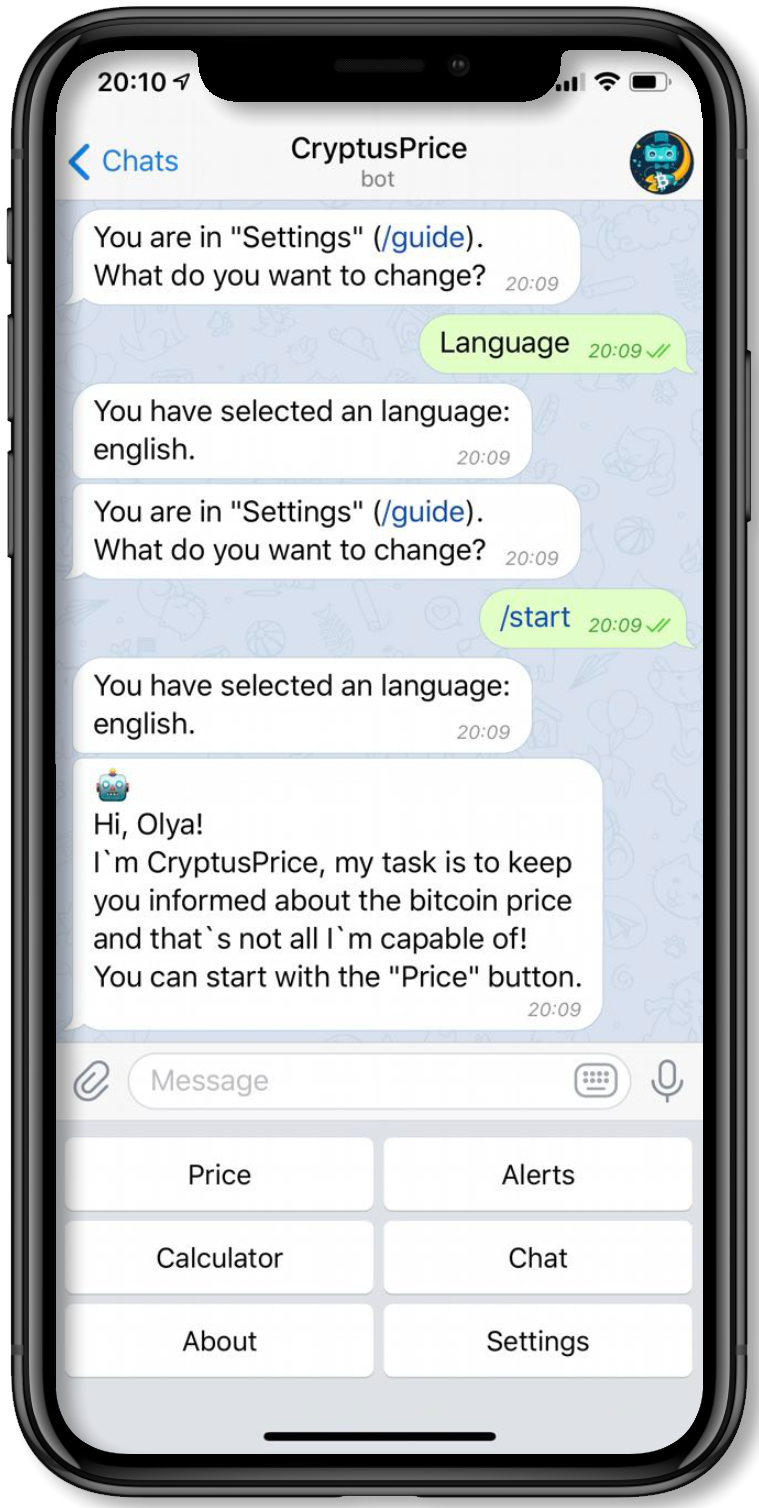 20:10
Chats
CryptusPrice
bot
You are in "Settings" (/guide).
What do you want to change? 20:09
Language 20:09
You have selected an language:
english. 20:09
You are in "Settings" (/guide).
What do you want to change? 20:09
/start 20:09
You have selected an language:
english. 20:09
Hi, Olya!
I`m CryptusPrice, my task is to keep
you informed about the bitcoin price
and that`s not all I`m capable of!
You can start with the "Price" button.
20:09
Message
Price
Alerts
Calculator
Chat
About
Settings